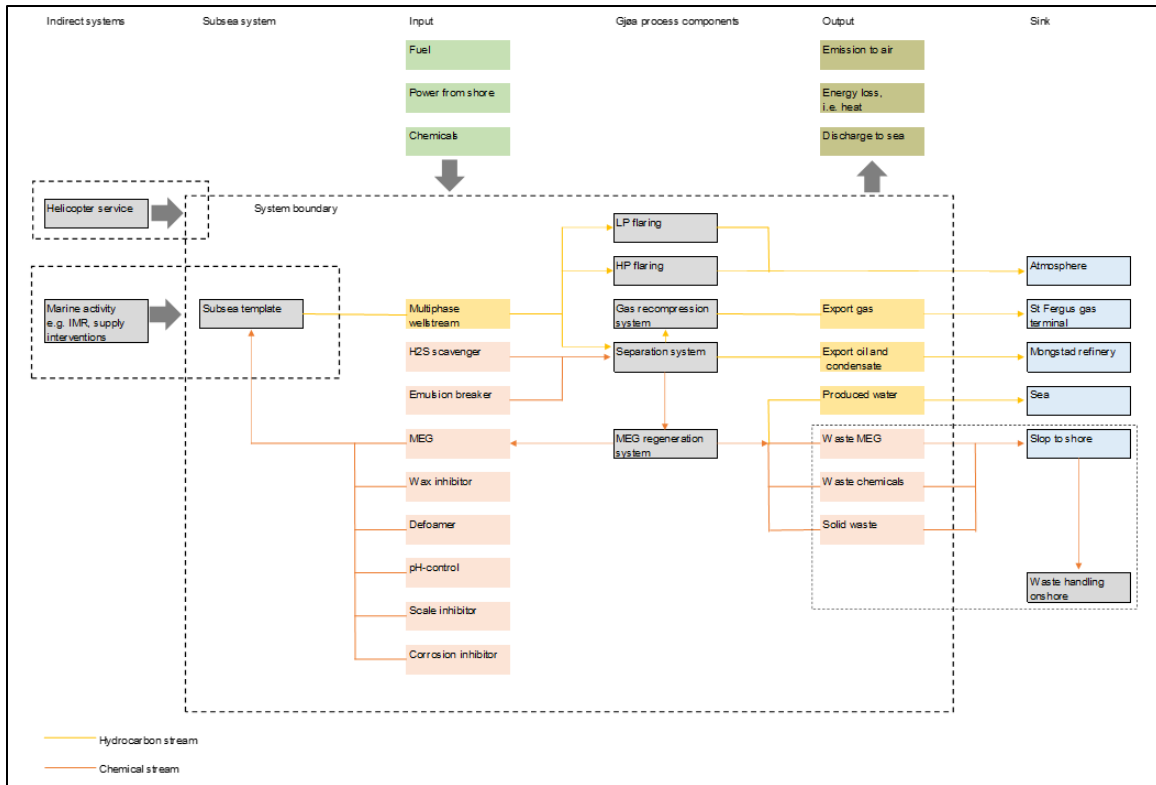 Indirect systems
Subsea system
Input
Gjøa process components
Output
Sink
Fuel
Emission to air
Power from shore
Energy loss,
i.e. heat
Chemicals
Discharge to sea
Helicopter service
System boundary
LP flaring
HP flaring
Atmosphere
Marine activity
e.g. IMR, supply
interventions
Subsea template
Multiphase
wellstream
Gas recompression
system
Export gas
St Fergus gas
terminal
H2S scavenger
Separation system
Export oil and
condensate
Mongstad refinery
Emulsion breaker
Produced water
Sea
MEG
MEG regeneration
system
Waste MEG
Slop to shore
Wax inhibitor
Waste chemicals
Defoamer
Solid waste
pH-control
Waste handling
onshore
Scale inhibitor
Corrosion inhibitor
Hydrocarbon stream
Chemical stream